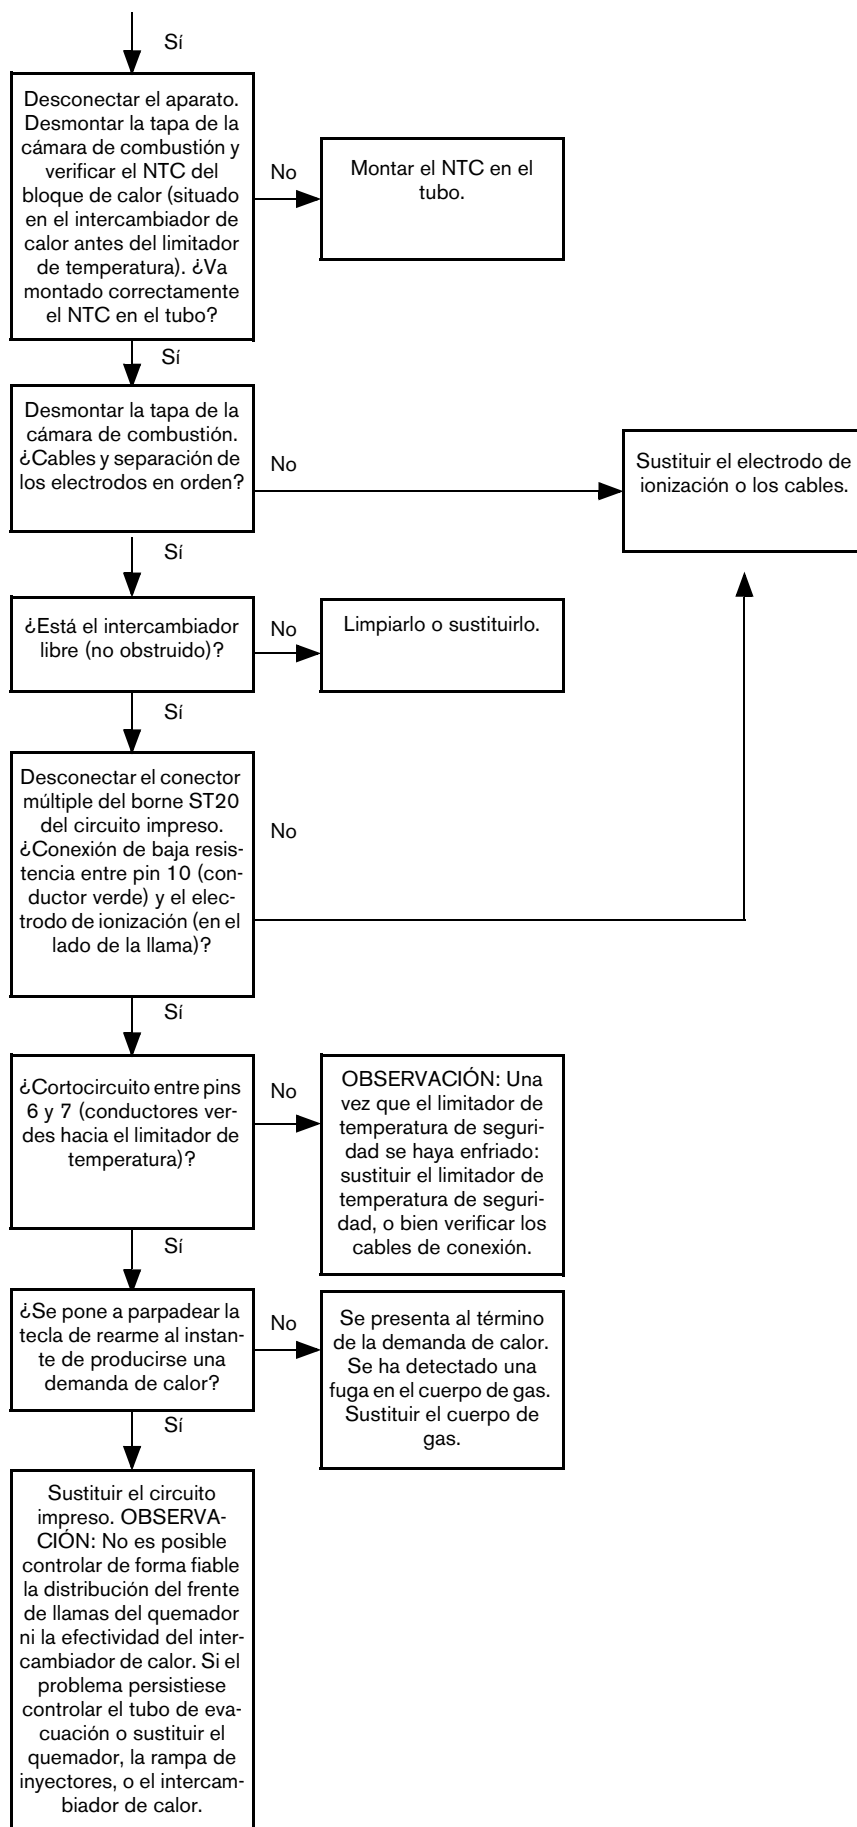 Sí
Desconectar el aparato.
Desmontar la tapa de la
cámara de combustión y
verificar el NTC del
bloque de calor (situado
en el intercambiador de
calor antes del limitador
de temperatura). ¿Va
montado correctamente
el NTC en el tubo?
No
Montar el NTC en el
tubo.
Sí
Desmontar la tapa de la
cámara de combustión.
¿Cables y separación de
los electrodos en orden?
No
Sustituir el electrodo de
ionización o los cables.
Sí
¿Está el intercambiador
libre (no obstruido)?
No
Limpiarlo o sustituirlo.
Sí
Desconectar el conector
múltiple del borne ST20
del circuito impreso.
¿Conexión de baja resis-
tencia entre pin 10 (con-
ductor verde) y el elec-
trodo de ionización (en el
lado de la llama)?
No
Sí
¿Cortocircuito entre pins
6 y 7 (conductores ver-
des hacia el limitador de
temperatura)?
No
OBSERVACIÓN: Una
vez que el limitador de
temperatura de seguri-
dad se haya enfriado:
sustituir el limitador de
temperatura de seguri-
dad, o bien verificar los
cables de conexión.
Sí
¿Se pone a parpadear la
tecla de rearme al instan-
te de producirse una
demanda de calor?
No
Se presenta al término
de la demanda de calor.
Se ha detectado una
fuga en el cuerpo de gas.
Sustituir el cuerpo de
gas.
Sí
Sustituir el circuito
impreso. OBSERVA-
CIÓN: No es posible
controlar de forma fiable
la distribución del frente
de llamas del quemador
ni la efectividad del inter-
cambiador de calor. Si el
problema persistiese
controlar el tubo de eva-
cuación o sustituir el
quemador, la rampa de
inyectores, o el intercam-
biador de calor.